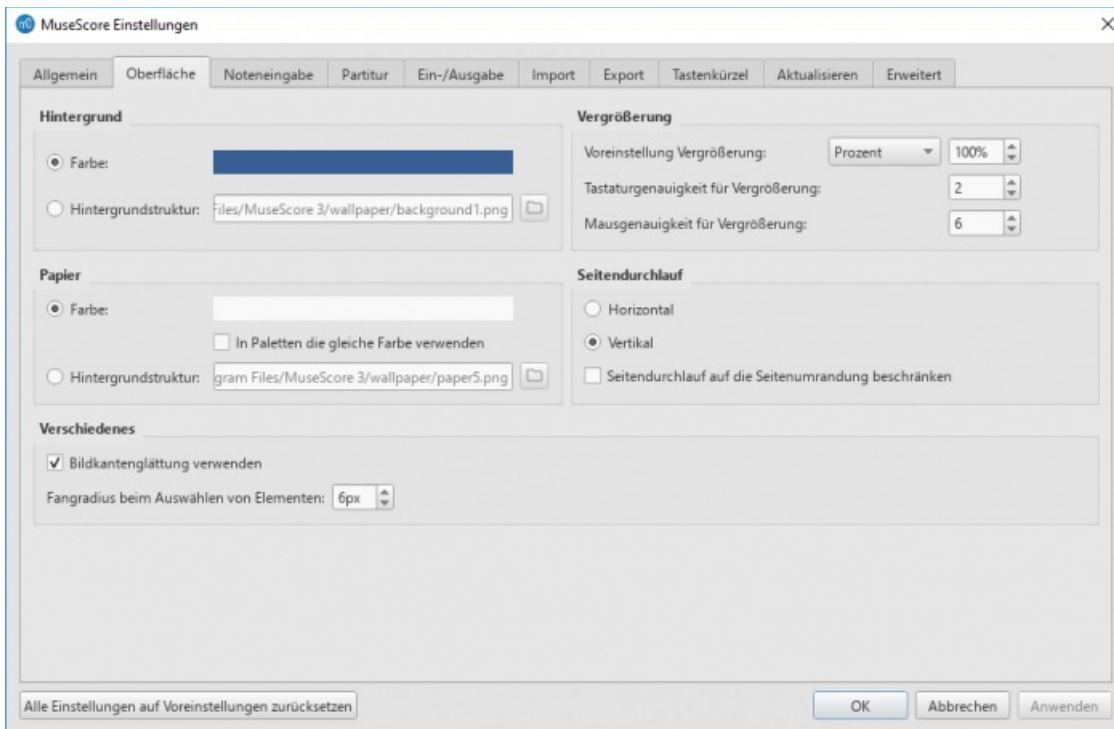 MuseScore Einstellungen
Allgemein Oberfläche Noteneingabe Partitur Ein-/Ausgabe Import Export Tastenkürzel Aktualisieren Erweitert
Hintergrund
Farbe:
Hintergrundstruktur: Files/MuseScore 3/wallpaper/background1.png
Vergrößerung
Voreinstellung Vergrößerung: Prozent 100%
Tastaturgenauigkeit für Vergrößerung: 2
Mausgenauigkeit für Vergrößerung: 6
Papier
Farbe:
In Paletten die gleiche Farbe verwenden
Hintergrundstruktur: gram Files/MuseScore 3/wallpaper/paper5.png
Seitendurchlauf
Horizontal
Vertikal
Seitendurchlauf auf die Seitenumrandung beschränken
Verschiedenes
Bildkantenglättung verwenden
Fangradius beim Auswählen von Elementen: 6px
Alle Einstellungen auf Voreinstellungen zurücksetzen OK Abbrechen Anwenden